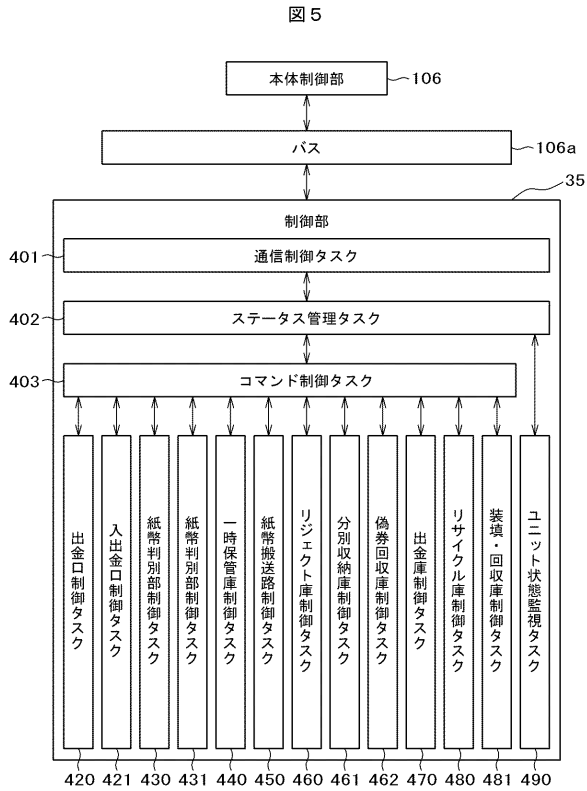 図5
本体制御部
106
バス
106a
35
制御部
401
通信制御タスク
402
ステータス管理タスク
403
コマンド制御タスク
出金口制御タスク
入出金口制御タスク
紙幣判別部制御タスク
紙幣判別部制御タスク
一時保管庫制御タスク
紙幣搬送路制御タスク
リジェクト庫制御タスク
分別収納庫制御タスク
偽券回収庫制御タスク
出金庫制御タスク
リサイクル庫制御タスク
装填・回収庫制御タスク
ユニット状態監視タスク
420 421 430 431 440 450 460 461 462 470 480 481 490